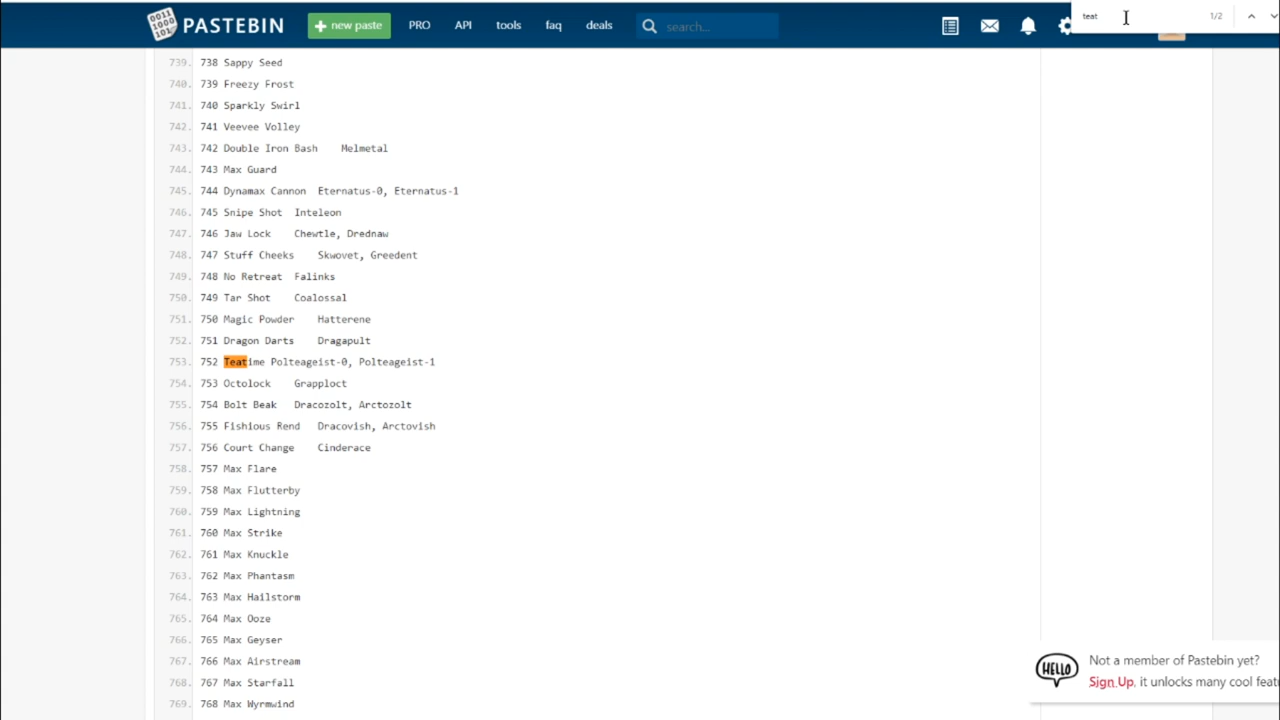 0011
1000
101
PASTEBIN
+ new paste
PRO
API
tools
faq
deals
search...
teat
1/2
739. 738 Sappy Seed
740. 739 Freezy Frost
741. 740 Sparkly Swirl
742. 741 Veevee Volley
743. 742 Double Iron Bash Melmetal
744. 743 Max Guard
745. 744 Dynamax Cannon Eternatus-0, Eternatus-1
746. 745 Snipe Shot Inteleon
747. 746 Jaw Lock Chewtle, Drednaw
748. 747 Stuff Cheeks Skwovet, Greedent
749. 748 No Retreat Falinks
750. 749 Tar Shot Coalossal
751. 750 Magic Powder Hatterene
752. 751 Dragon Darts Dragapult
753. 752 Teatime Polteageist-0, Polteageist-1
754. 753 Octolock Grapploct
755. 754 Bolt Beak Dracozolt, Arctozolt
756. 755 Fishious Rend Dracovish, Arctovish
757. 756 Court Change Cinderace
758. 757 Max Flare
759. 758 Max Flutterby
760. 759 Max Lightning
761. 760 Max Strike
762. 761 Max Knuckle
763. 762 Max Phantasm
764. 763 Max Hailstorm
765. 764 Max Ooze
766. 765 Max Geyser
767. 766 Max Airstream
768. 767 Max Starfall
769. 768 Max Wyrmwind
HELLO
Not a member of Pastebin yet?
Sign Up, it unlocks many cool feat